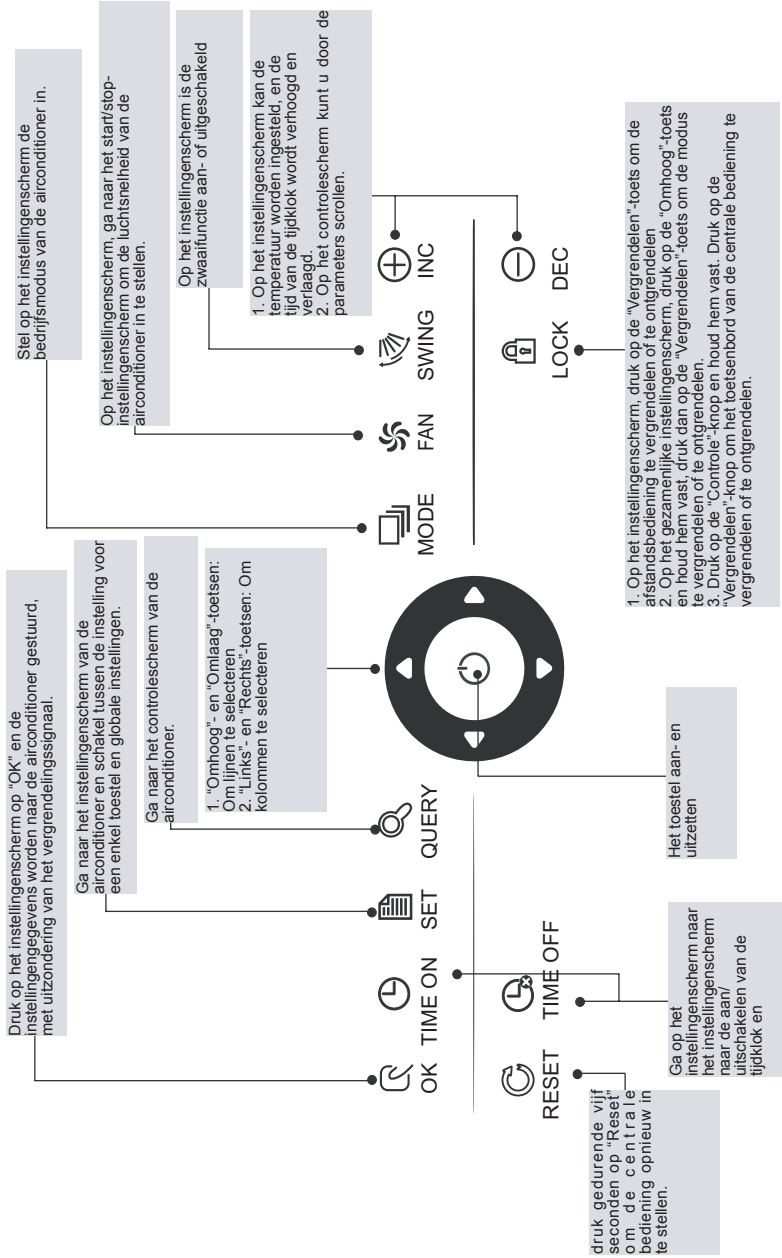 Druk op het instellingenscherm op "OK" en de
instellingengegevens worden naar de airconditioner gestuurd,
met uitzondering van het vergrendelingssignaal.
Stel op het instellingenscherm de
bedrijfsmodus van de airconditioner in.
Ga naar het instellingenscherm van de
airconditioner en schakel tussen de instelling voor
een enkel toestel en globale instellingen.
Op het instellingenscherm, ga naar het start/stop-
instellingenscherm om de luchtsnelheid van de
airconditioner in te stellen.
Ga naar het controlescherm van de
airconditioner.
Op het instellingenscherm is de
zwaaifunctie aan- of uitgeschakeld
1. "Omhoog"- en "Omlaag"-toetsen:
Om lijnen te selecteren
2. "Links"- en "Rechts"-toetsen: Om
kolommen te selecteren
1. Op het instellingenscherm kan de
temperatuur worden ingesteld, en de
tijd van de tijdklok wordt verhoogd en
verlaagd.
2. Op het controlescherm kunt u door de
parameters scrollen.
OK TIME ON SET QUERY MODE FAN SWING INC
RESET TIME OFF LOCK DEC
druk gedurende vijf
seconden op "Reset"
om de centrale
bediening opnieuw in
te stellen.
Ga op het
instellingenscherm naar
het instellingenscherm
naar de aan/
uitschakelen van de
tijdklok en
Het toestel aan- en
uitzetten
1. Op het instellingenscherm, druk op de "Vergrendelen"-toets om de
afstandsbediening te vergrendelen of te ontgrendelen
2. Op het gezamenlijke instellingenscherm, druk op de "Omhoog"-toets
en houd hem vast, druk dan op de "Vergrendelen"-toets om de modus
te vergrendelen of te ontgrendelen.
3. Druk op de "Controle"-knop en houd hem vast. Druk op de
"Vergrendelen"-knop om het toetsenbord van de centrale bediening te
vergrendelen of te ontgrendelen.